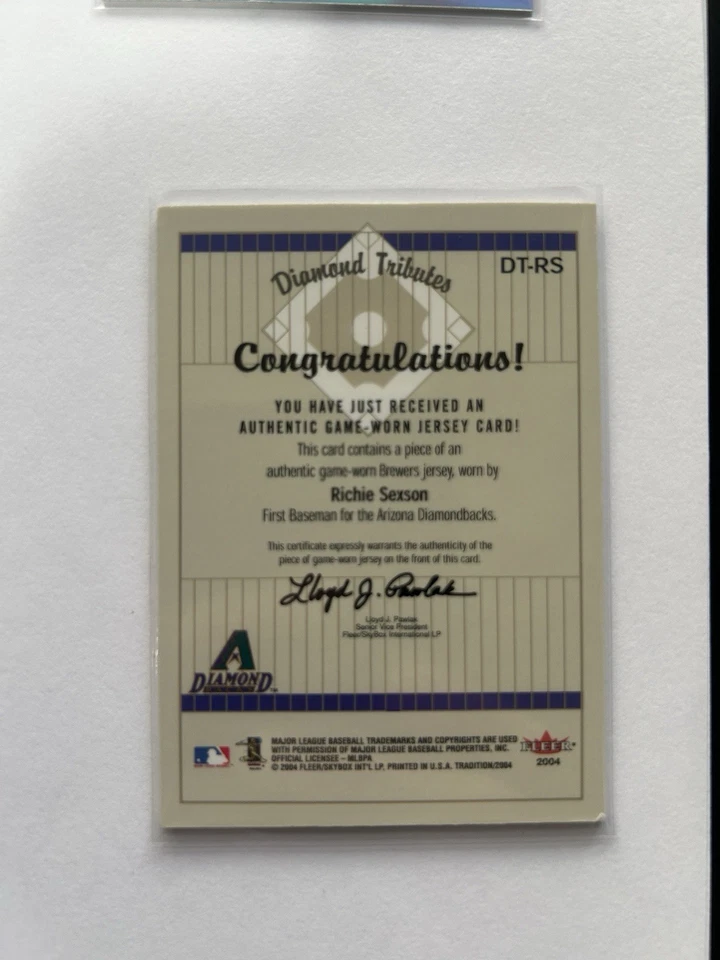 Diamond Tributes
DT-RS
Congratulations!
YOU HAVE JUST RECEIVED AN
AUTHENTIC GAME-WORN JERSEY CARD!
This card contains a piece of an
authentic game-worn Brewers jersey, worn by
Richie Sexson
First Baseman for the Arizona Diamondbacks.
This certificate expressly warrants the authenticity of the
piece of game-worn jersey on the front of this card.
Lloyd J. Pawlak
Lloyd J. Pawlak
Senior Vice President
Fleer/SkyBox International LP
A
DIAMOND
MAJOR LEAGUE BASEBALL TRADEMARKS AND COPYRIGHTS ARE USED
WITH PERMISSION OF MAJOR LEAGUE BASEBALL PROPERTIES, INC.
OFFICIAL LICENSEE – MLBPA
© 2004 FLEER/SKYBOX INT'L LP, PRINTED IN U.S.A. TRADITION/2004
FLEER
2004